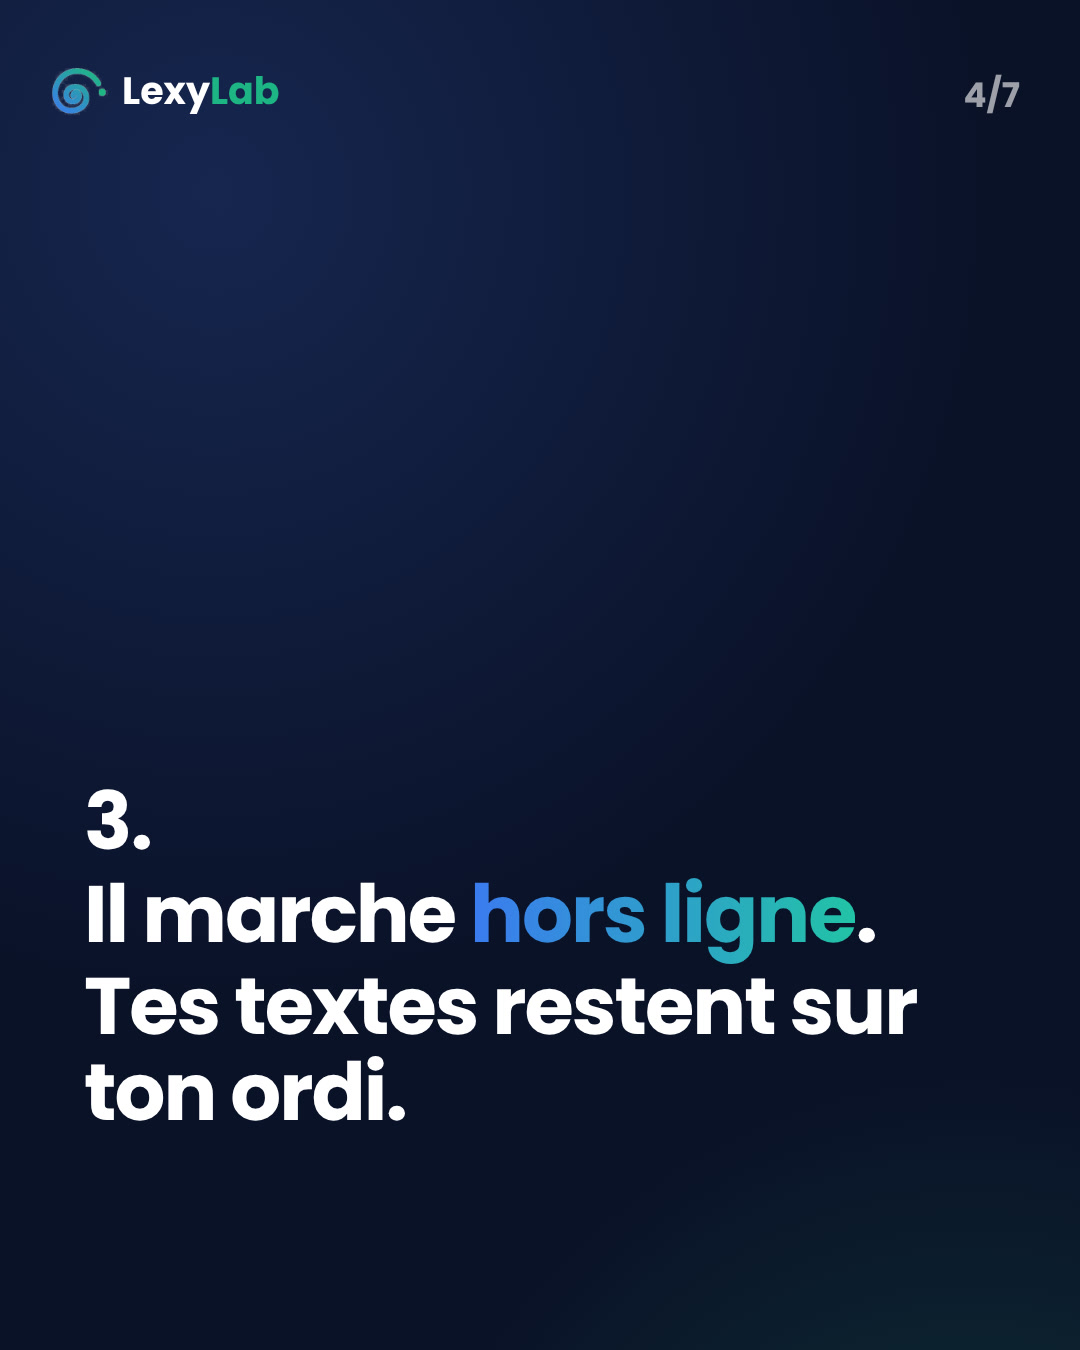 LexyLab
4/7
3.
Il marche hors ligne.
Tes textes restent sur
ton ordi.